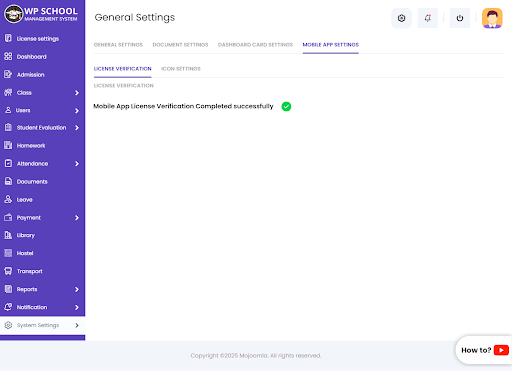 WP SCHOOL
MANAGEMENT SYSTEM
License settings
Dashboard
Admission
Class
Users
Student Evaluation
Homework
Attendance
Documents
Leave
Payment
Library
Hostel
Transport
Reports
Notification
System Settings
General Settings
GENERAL SETTINGS DOCUMENT SETTINGS DASHBOARD CARD SETTINGS MOBILE APP SETTINGS
LICENSE VERIFICATION ICON SETTINGS
LICENSE VERIFICATION
Mobile App License Verification Completed successfully
How to?
Copyright ©2025 Mojoomla. All rights reserved.